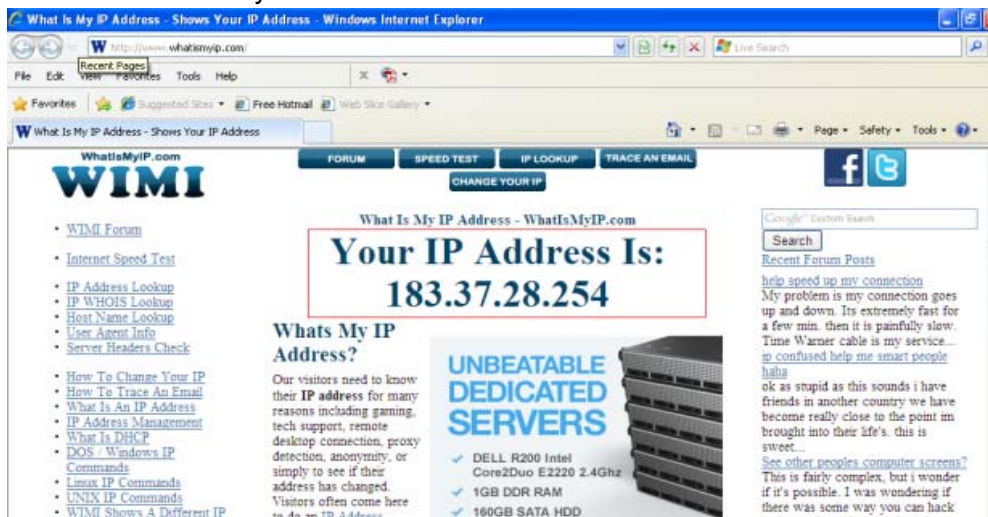 What Is My IP Address - Shows Your IP Address - Windows Internet Explorer
http://www.whatismyip.com/
Live Search
Recent Pages
File Edit View Favorites Tools Help
Favorites Suggested Sites Free Hotmail Web Slice Gallery
What Is My IP Address - Shows Your IP Address
Page Safety Tools
WhatIsMyIP.com
WIMI
FORUM SPEED TEST IP LOOKUP TRACE AN EMAIL
CHANGE YOUR IP
WIMI Forum
Internet Speed Test
IP Address Lookup
IP WHOIS Lookup
Host Name Lookup
User Agent Info
Server Headers Check
How To Change Your IP
How To Trace An Email
What Is An IP Address
IP Address Management
What Is DHCP
DOS / Windows IP
Commands
Linux IP Commands
UNIX IP Commands
WIMI Shows A Different IP
What Is My IP Address - WhatIsMyIP.com
Your IP Address Is:
183.37.28.254
Whats My IP
Address?
Our visitors need to know
their IP address for many
reasons including gaming,
tech support, remote
desktop connection, proxy
detection, anonymity, or
simply to see if their
address has changed.
Visitors often come here
to do an IP Address
UNBEATABLE
DEDICATED
SERVERS
DELL R200 Intel
Core2Duo E2220 2.4Ghz
1GB DDR RAM
160GB SATA HDD
Google Custom Search
Search
Recent Forum Posts
help speed up my connection
My problem is my connection goes
up and down. Its extremely fast for
a few min. then it is painfully slow.
Time Warner cable is my service...
ip confused help me smart people
haha
ok as stupid as this sounds i have
friends in another country we have
become really close to the point im
brought into their life's. this is
sweet...
See other peoples computer screens?
This is fairly complex, but i wonder
if it's possible. I was wondering if
there was some way you can hack